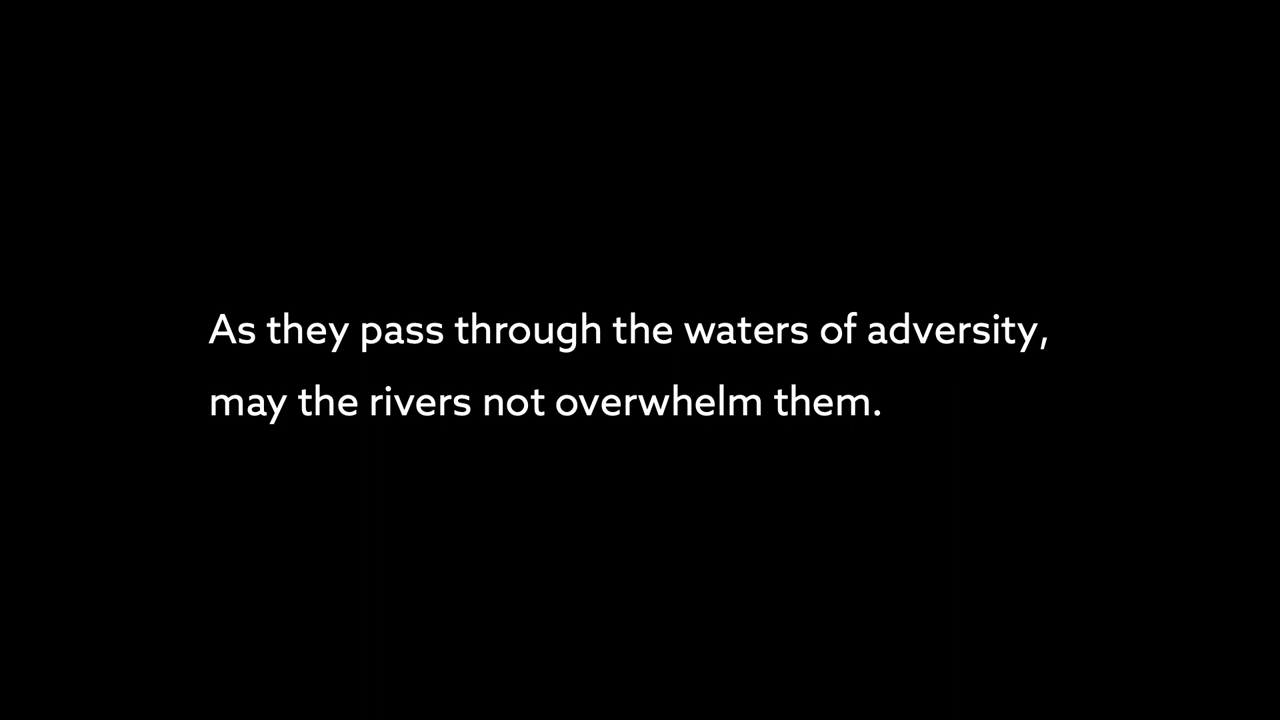 As they pass through the waters of adversity,
may the rivers not overwhelm them.